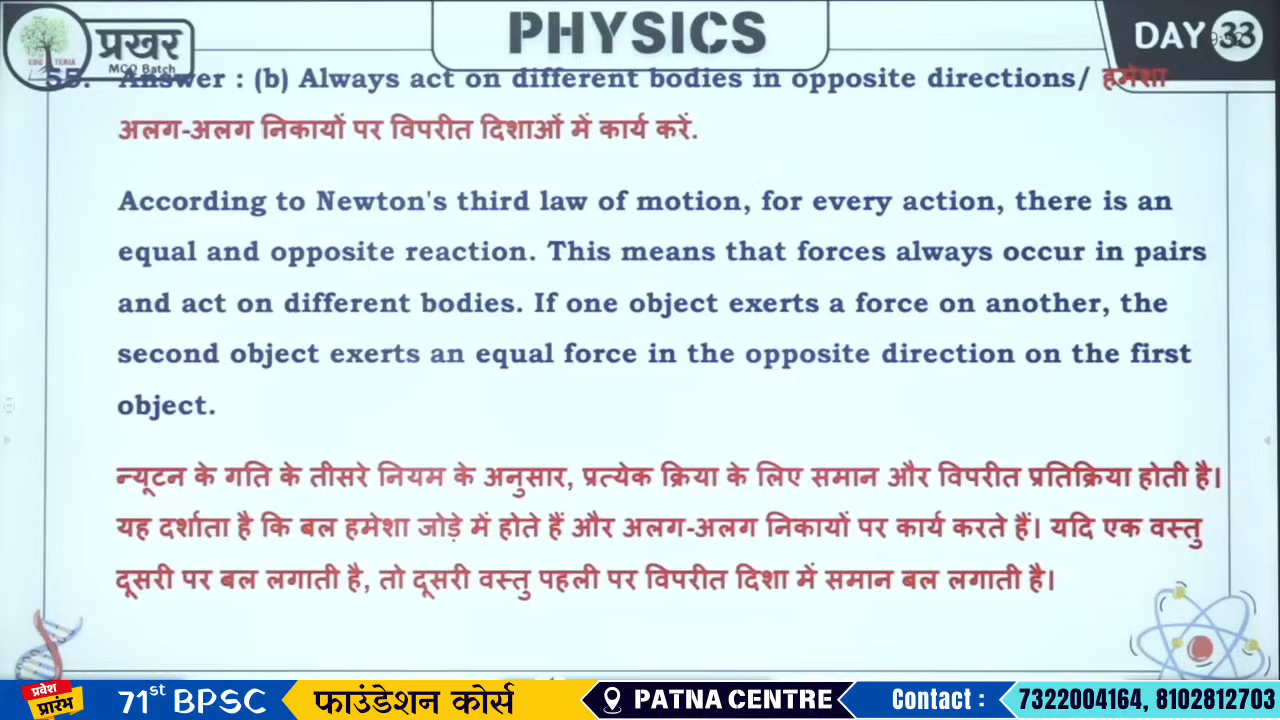 प्रखर
EDU TERIA
MCQ Batch
PHYSICS
DAY 33
55. Answer : (b) Always act on different bodies in opposite directions/ हमेशा
अलग-अलग निकायों पर विपरीत दिशाओं में कार्य करें.
According to Newton's third law of motion, for every action, there is an
equal and opposite reaction. This means that forces always occur in pairs
and act on different bodies. If one object exerts a force on another, the
second object exerts an equal force in the opposite direction on the first
object.
न्यूटन के गति के तीसरे नियम के अनुसार, प्रत्येक क्रिया के लिए समान और विपरीत प्रतिक्रिया होती है।
यह दर्शाता है कि बल हमेशा जोड़े में होते हैं और अलग-अलग निकायों पर कार्य करते हैं। यदि एक वस्तु
दूसरी पर बल लगाती है, तो दूसरी वस्तु पहली पर विपरीत दिशा में समान बल लगाती है।
प्रवेश
प्रारंभ
71st BPSC
फाउंडेशन कोर्स
PATNA CENTRE
Contact :
7322004164, 8102812703